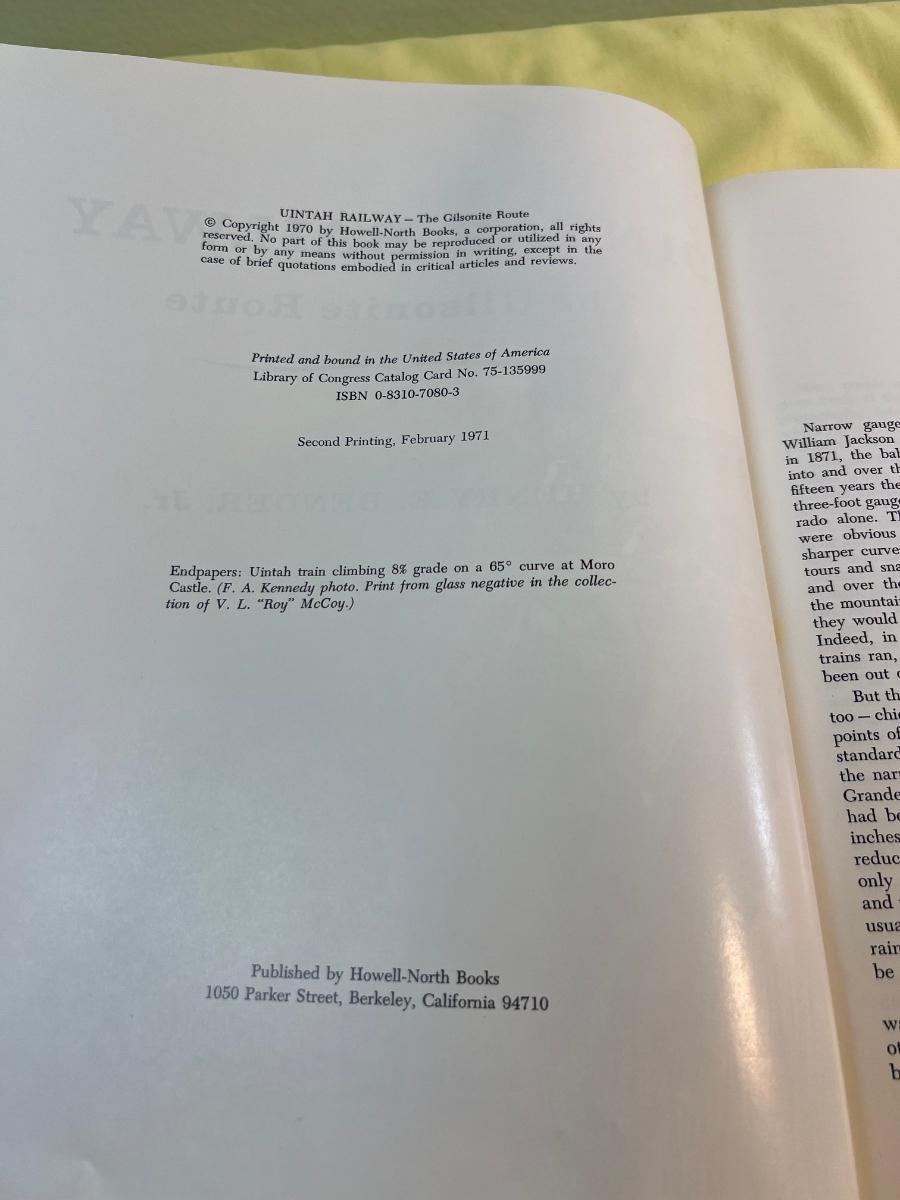 UINTAH RAILWAY — The Gilsonite Route
© Copyright 1970 by Howell-North Books, a corporation, all rights
reserved. No part of this book may be reproduced or utilized in any
form or by any means without permission in writing, except in the
case of brief quotations embodied in critical articles and reviews.
Printed and bound in the United States of America
Library of Congress Catalog Card No. 75-135999
ISBN 0-8310-7080-3
Second Printing, February 1971
Endpapers: Uintah train climbing 8% grade on a 65° curve at Moro
Castle. (F. A. Kennedy photo. Print from glass negative in the collec-
tion of V. L. "Roy" McCoy.)
Published by Howell-North Books
1050 Parker Street, Berkeley, California 94710
Narrow gauge
William Jackson
in 1871, the
into and over
fifteen years the
three-foot gauge
rado alone.
were obvious
sharper curve
tours and
and over the
the
they would
Indeed, in
trains ran,
been out
But
too —
points of
standard
the
Grande
had
inches
only
and
be